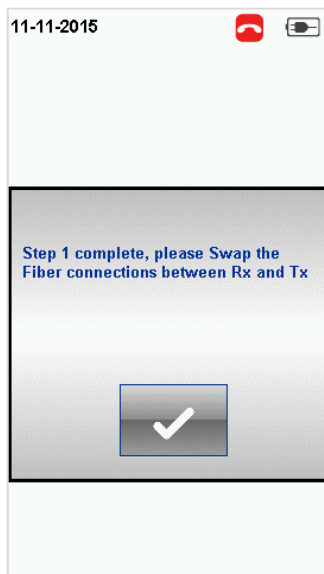 11-11-2015
Step 1 complete, please Swap the
Fiber connections between Rx and Tx